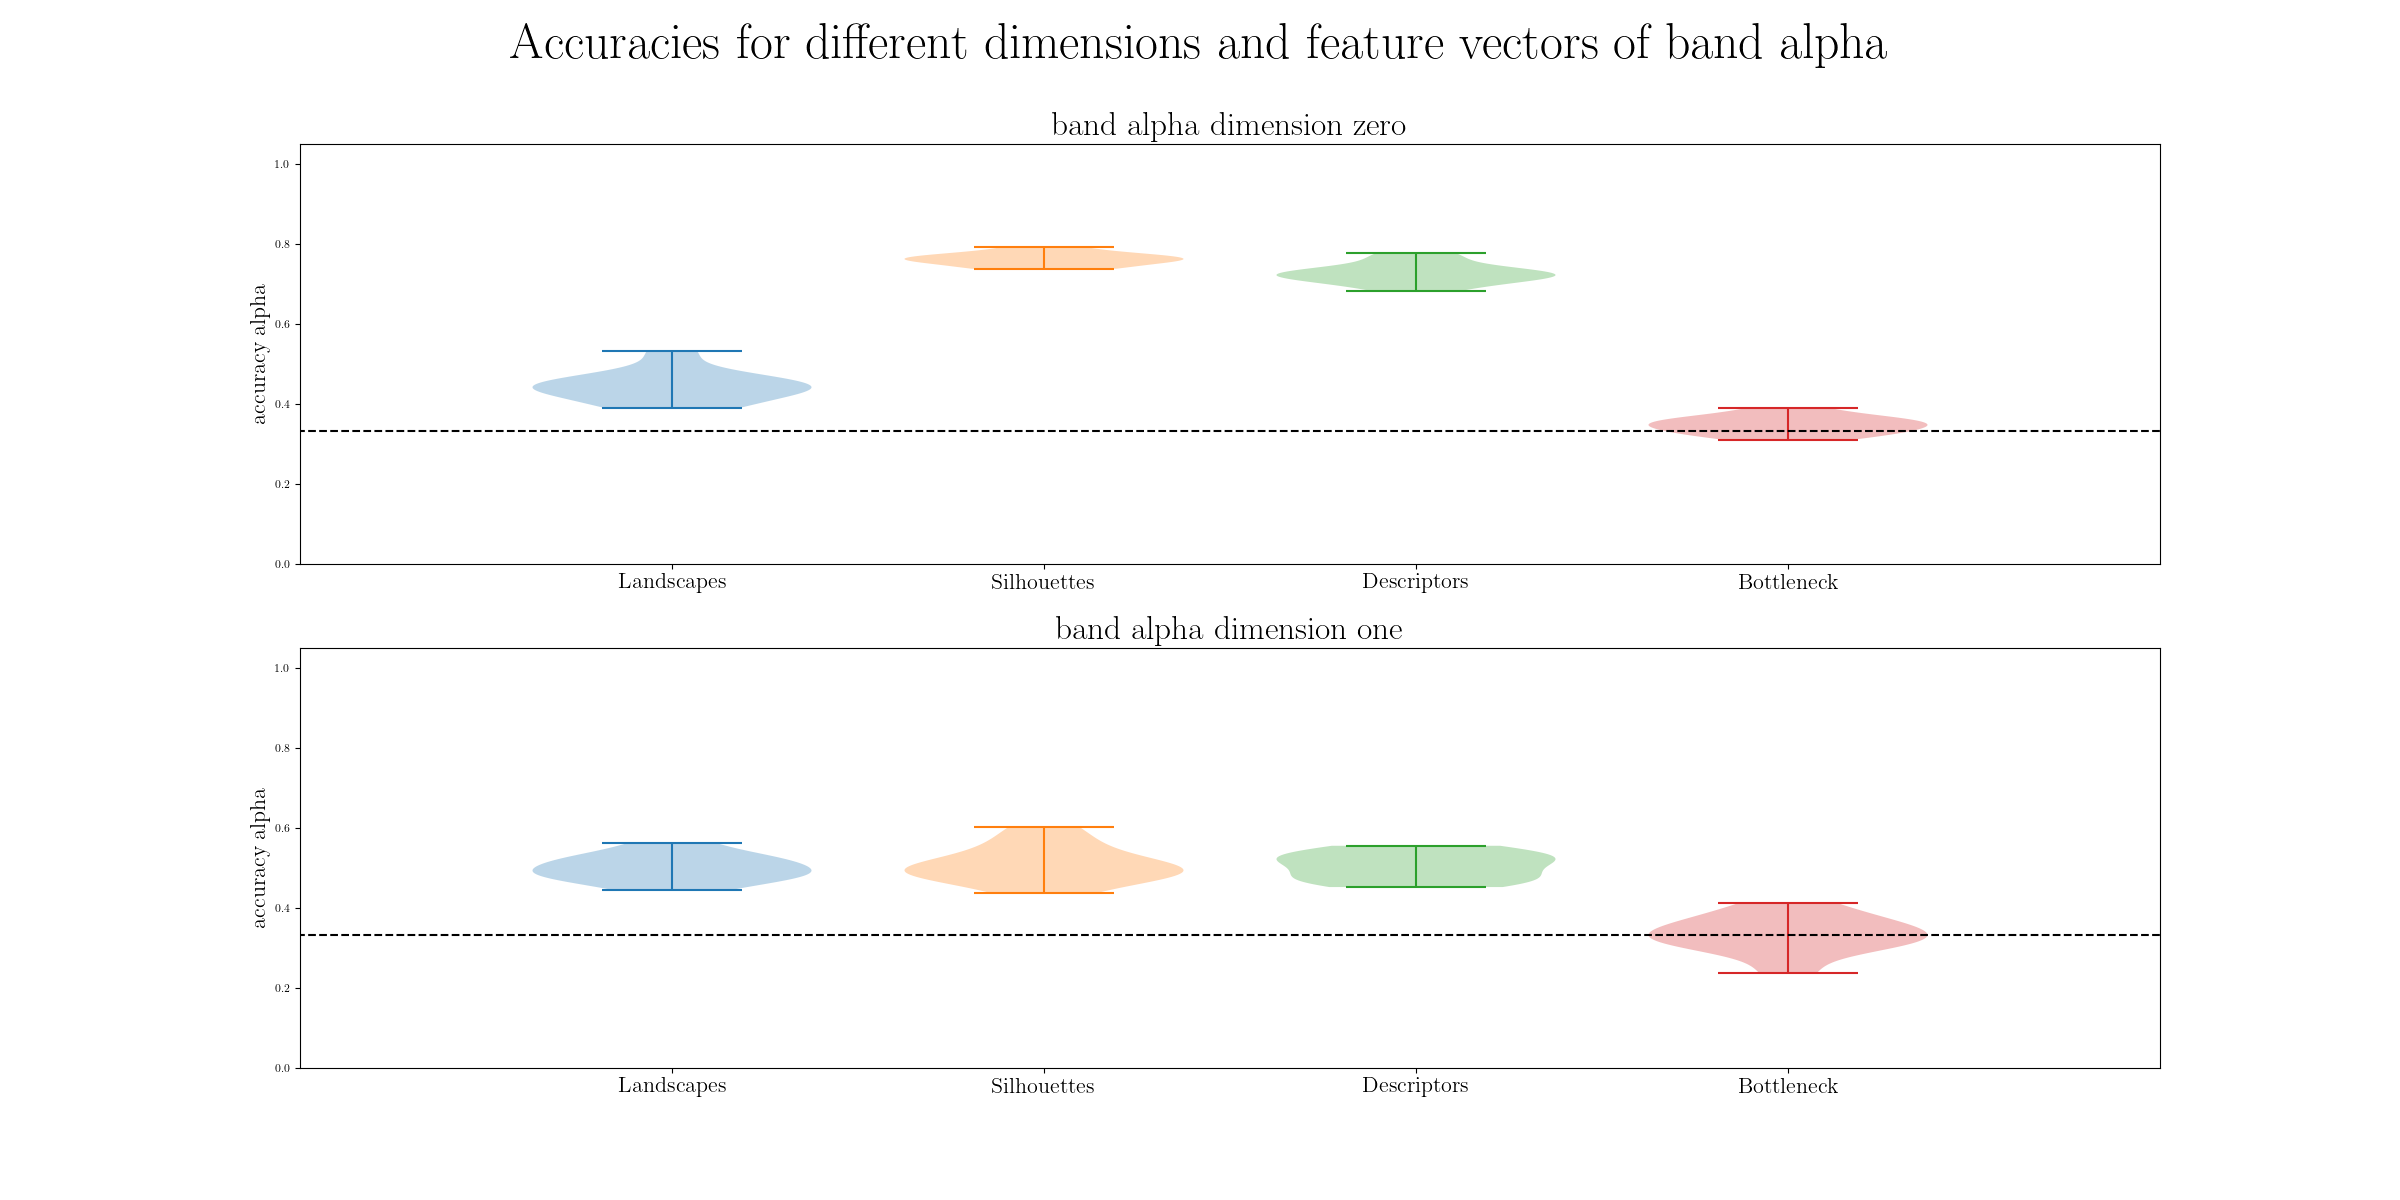 Accuracies for different dimensions and feature vectors of band alpha
band alpha dimension zero
accuracy alpha
1.0
0.8
0.6
0.4
0.2
0.0
Landscapes Silhouettes Descriptors Bottleneck
band alpha dimension one
accuracy alpha
1.0
0.8
0.6
0.4
0.2
0.0
Landscapes Silhouettes Descriptors Bottleneck